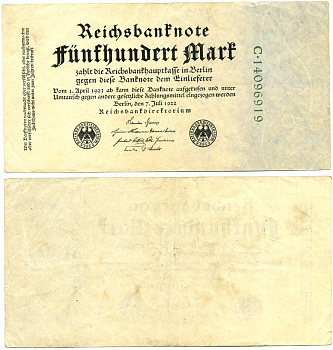 Reichsbanknote
Fünfhundert Mark
zahlt die Reichsbankhauptkasse in Berlin
gegen diese Banknote dem Einlieferer
Vom 1. April 1923 ab kann diese Banknote aufgerufen und unter
Umtausch gegen andere gesetzliche Zahlungsmittel eingezogen werden
Berlin, den 7. Juli 1922
Reichsbankdirektorium
C·14096919